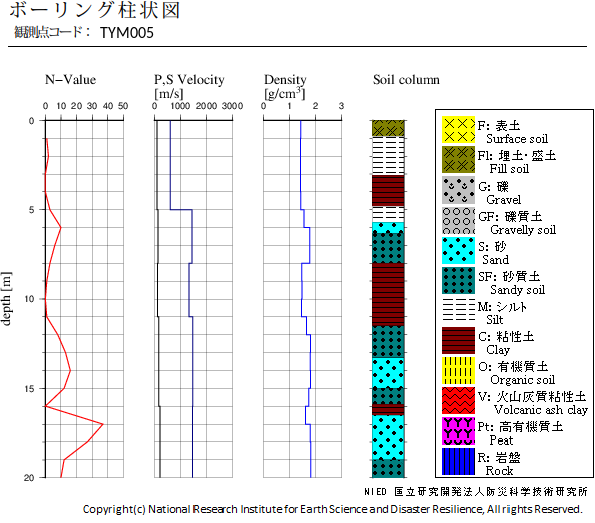 ボーリング柱状図
観測点コード： TYM005
N-Value
P,S Velocity
[m/s]
Density
[g/cm3]
Soil column
0 10 20 30 40 50
0 1000 2000 3000
0 1 2 3
0
5
10
15
20
depth [m]
F: 表土
Surface soil
Fl: 埋土・盛土
Fill soil
G: 礫
Gravel
GF: 礫質土
Gravelly soil
S: 砂
Sand
SF: 砂質土
Sandy soil
M: シルト
Silt
C: 粘性土
Clay
O: 有機質土
Organic soil
V: 火山灰質粘性土
Volcanic ash clay
Pt: 高有機質土
Peat
R: 岩盤
Rock
NIED 国立研究開発法人防災科学技術研究所
Copyright(c) National Research Institute for Earth Science and Disaster Resilience, All rights Reserved.